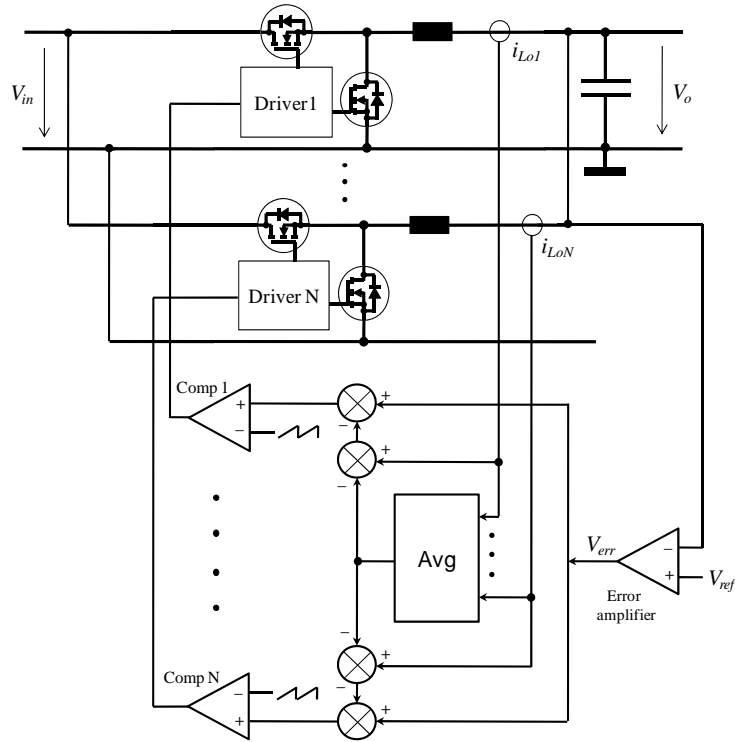 i_Lo1
V_in
V_o
Driver1
i_LoN
Driver N
Comp 1
+
−
+
−
+
−
Avg
V_err
−
+
V_ref
Error
amplifier
−
+
Comp N
−
+
−
+